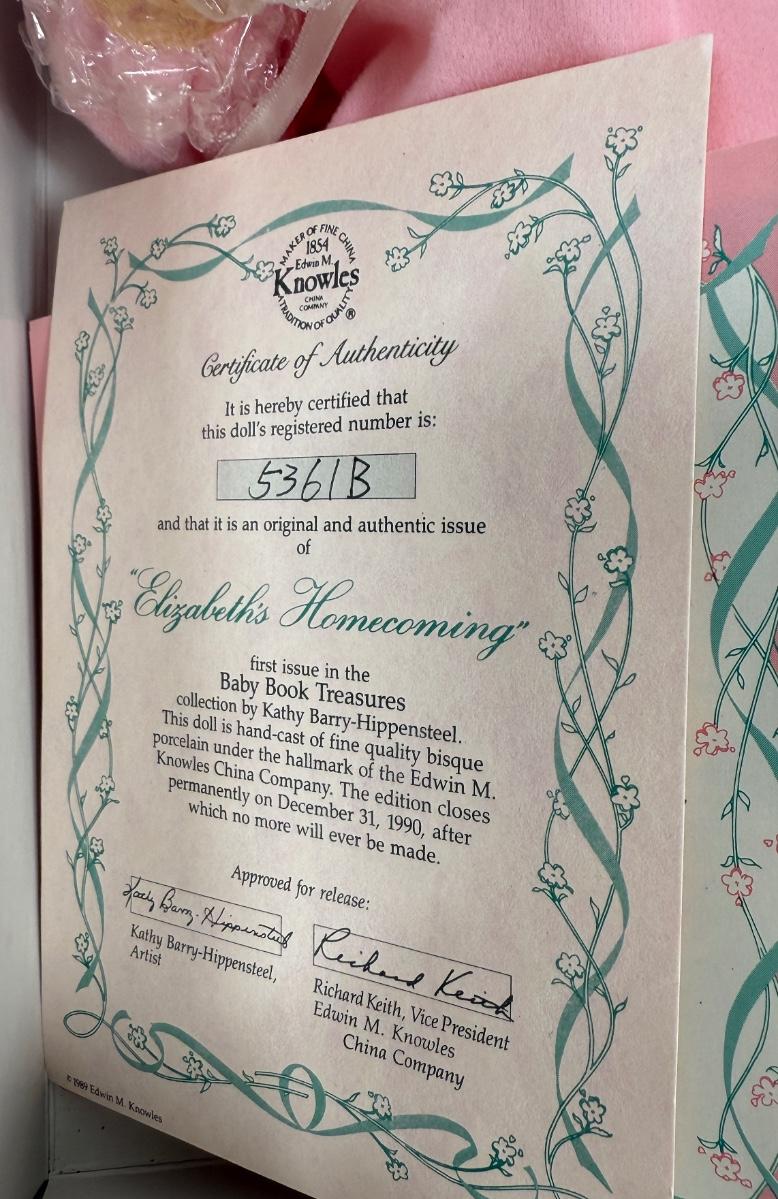 MAKER OF FINE CHINA
1854
Edwin M.
Knowles
CHINA
COMPANY
TRADITION OF QUALITY
®
Certificate of Authenticity
It is hereby certified that
this doll's registered number is:
5361B
and that it is an original and authentic issue
of
"Elizabeth's Homecoming"
first issue in the
Baby Book Treasures
collection by Kathy Barry-Hippensteel.
This doll is hand-cast of fine quality bisque
porcelain under the hallmark of the Edwin M.
Knowles China Company. The edition closes
permanently on December 31, 1990, after
which no more will ever be made.
Approved for release:
Kathy Barry-Hippensteel
Kathy Barry-Hippensteel,
Artist
Richard Keith
Richard Keith, Vice President
Edwin M. Knowles
China Company
© 1989 Edwin M. Knowles